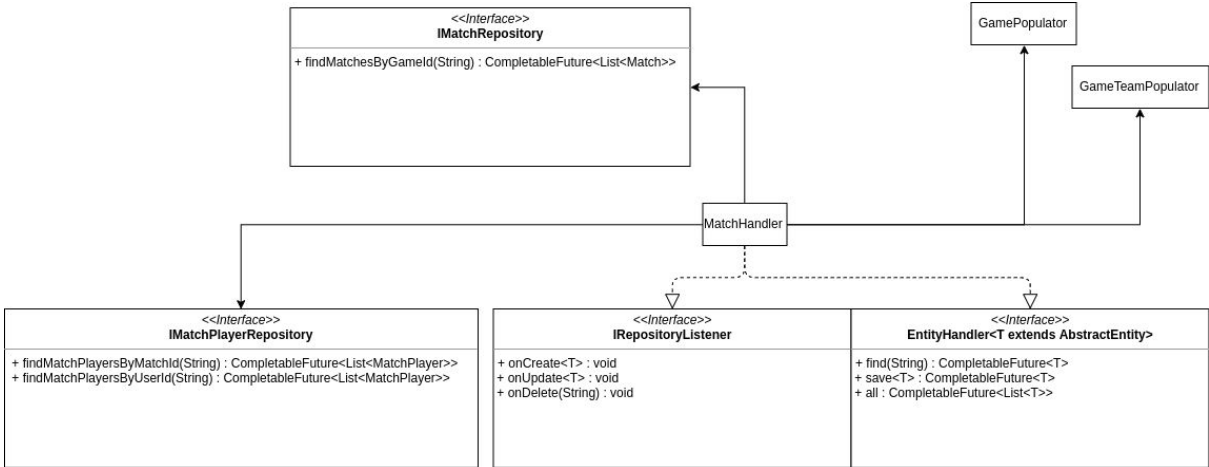 <<Interface>>
IMatchRepository
+ findMatchesByGameId(String) : CompletableFuture<List<Match>>
GamePopulator
GameTeamPopulator
MatchHandler
<<Interface>>
IMatchPlayerRepository
+ findMatchPlayersByMatchId(String) : CompletableFuture<List<MatchPlayer>>
+ findMatchPlayersByUserId(String) : CompletableFuture<List<MatchPlayer>>
<<Interface>>
IRepositoryListener
+ onCreate<T> : void
+ onUpdate<T> : void
+ onDelete(String) : void
<<Interface>>
EntityHandler<T extends AbstractEntity>
+ find(String) : CompletableFuture<T>
+ save<T> : CompletableFuture<T>
+ all : CompletableFuture<List<T>>